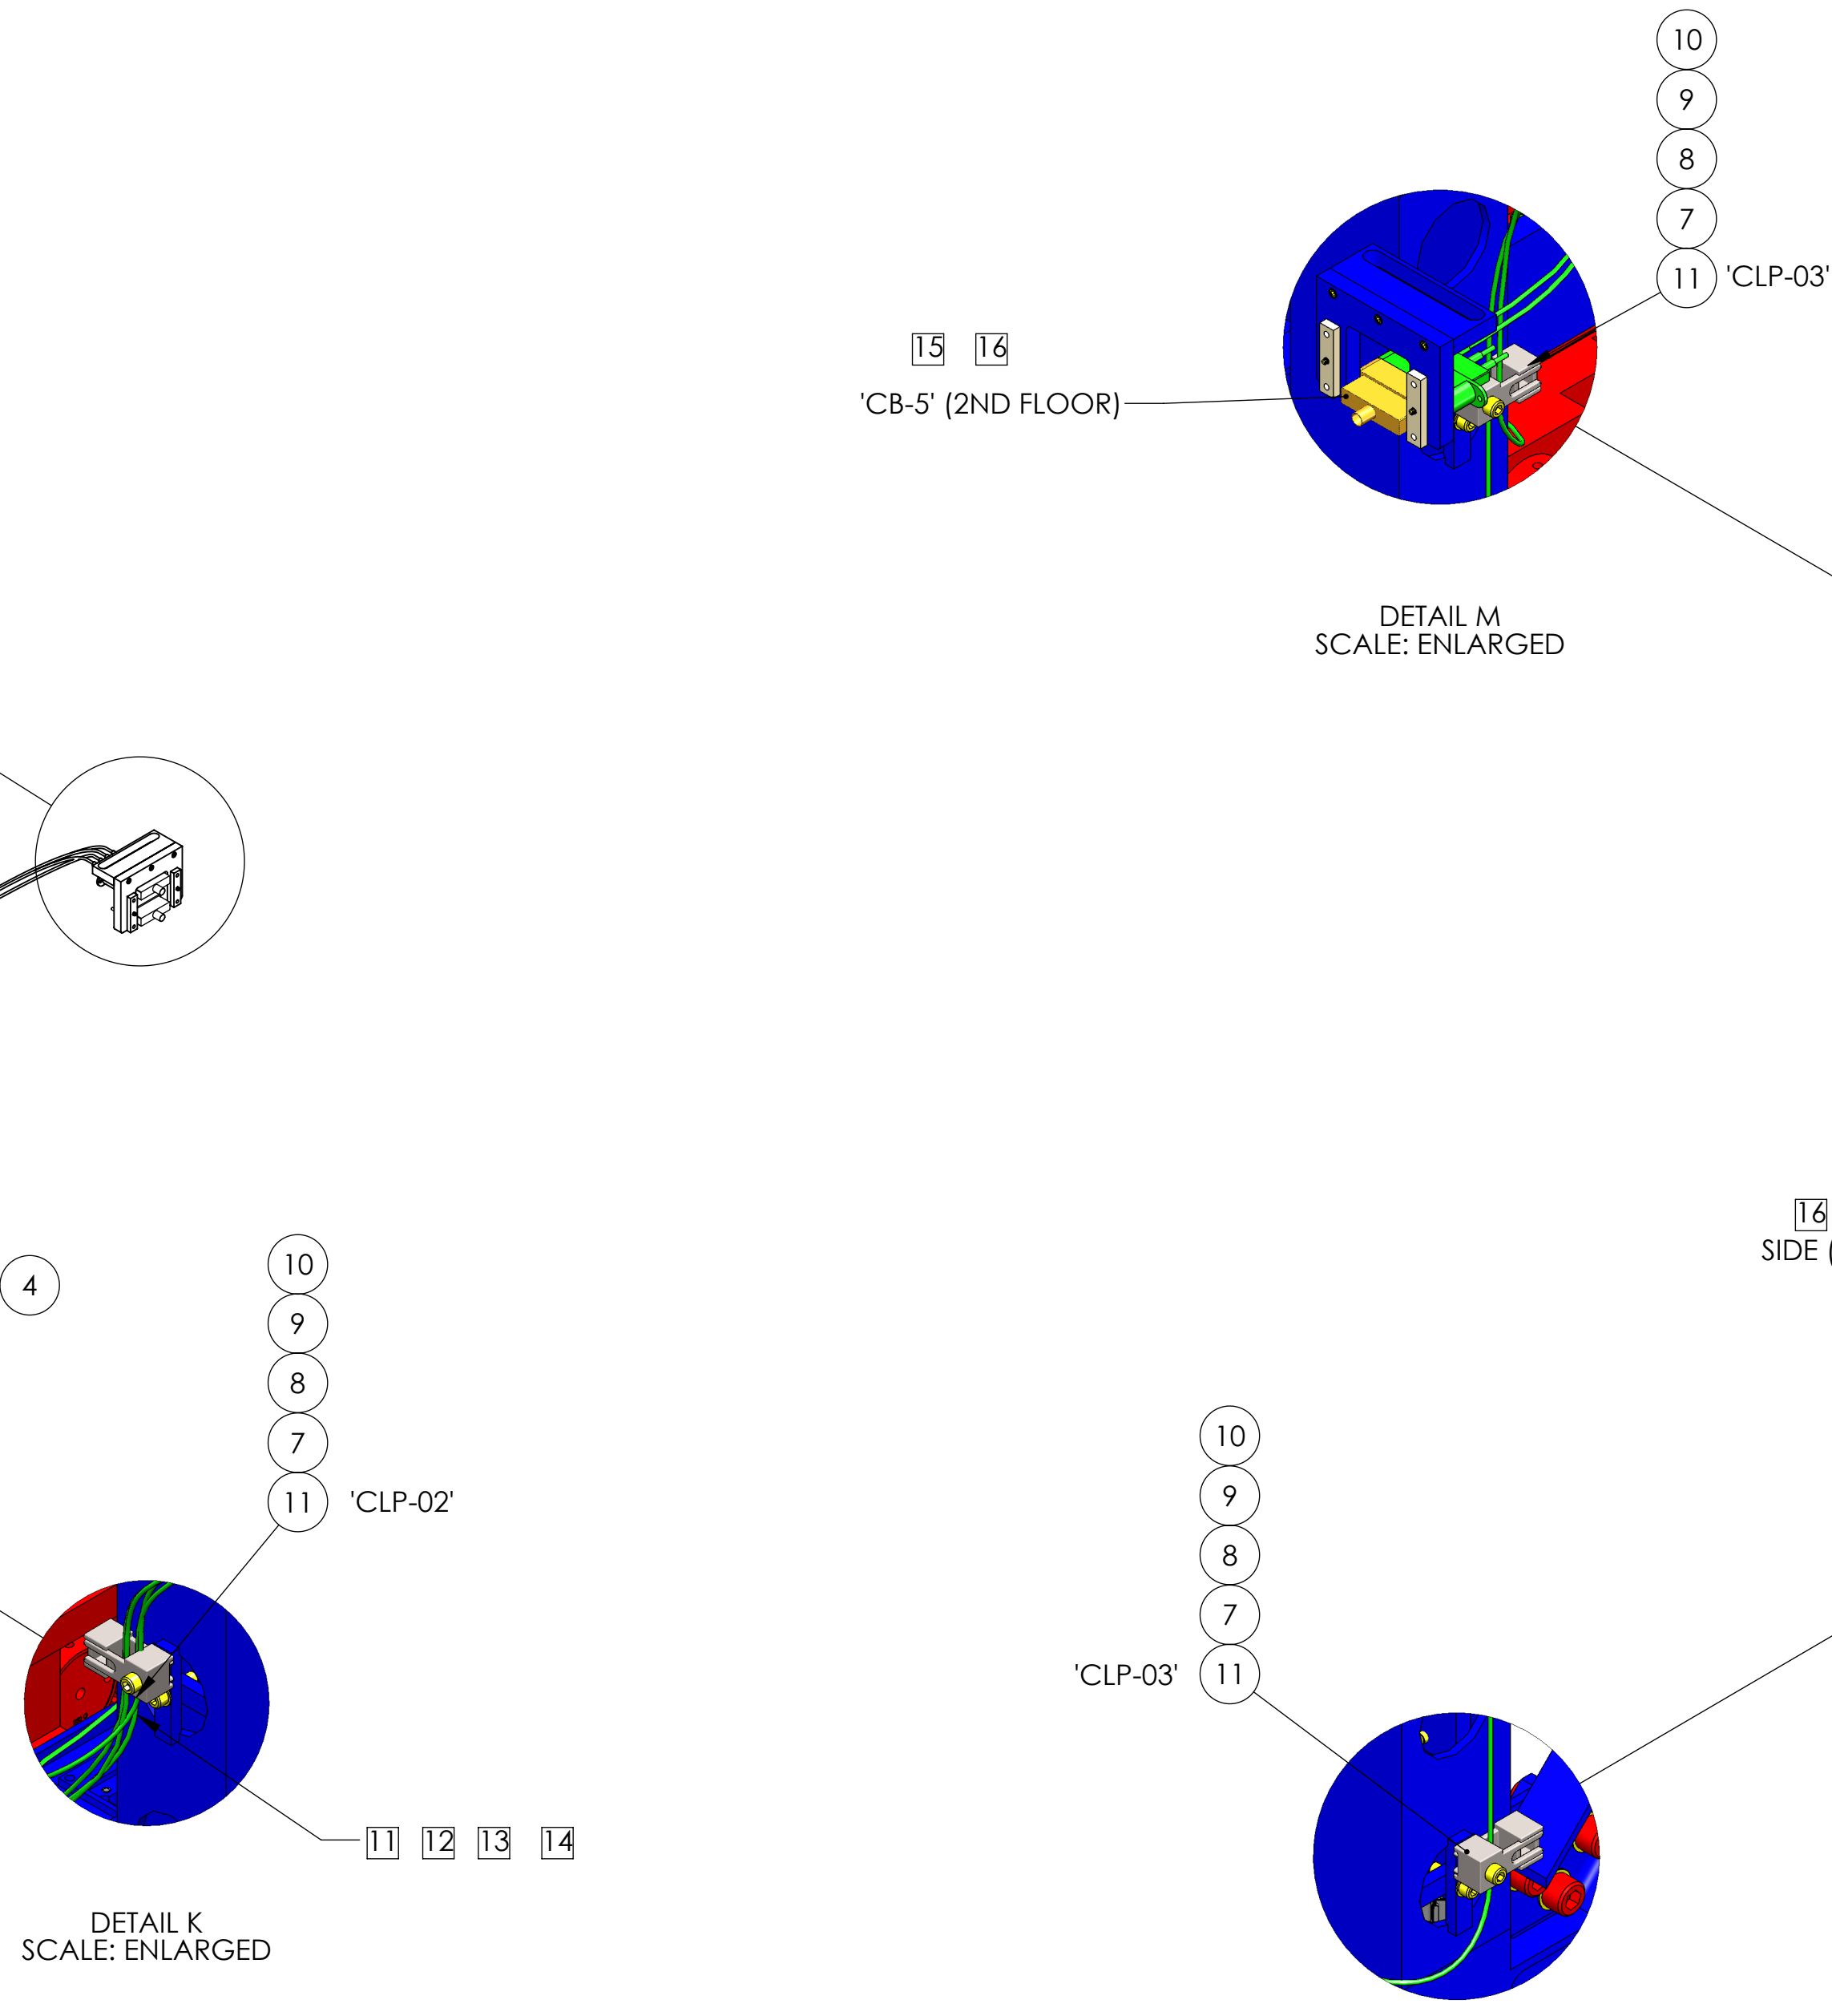 10
9
8
7
11 'CLP-03'
15 16
'CB-5' (2ND FLOOR)
DETAIL M
SCALE: ENLARGED
16
SIDE (
4
10
9
8
7
11 'CLP-02'
11 12 13 14
DETAIL K
SCALE: ENLARGED
10
9
8
7
'CLP-03' 11